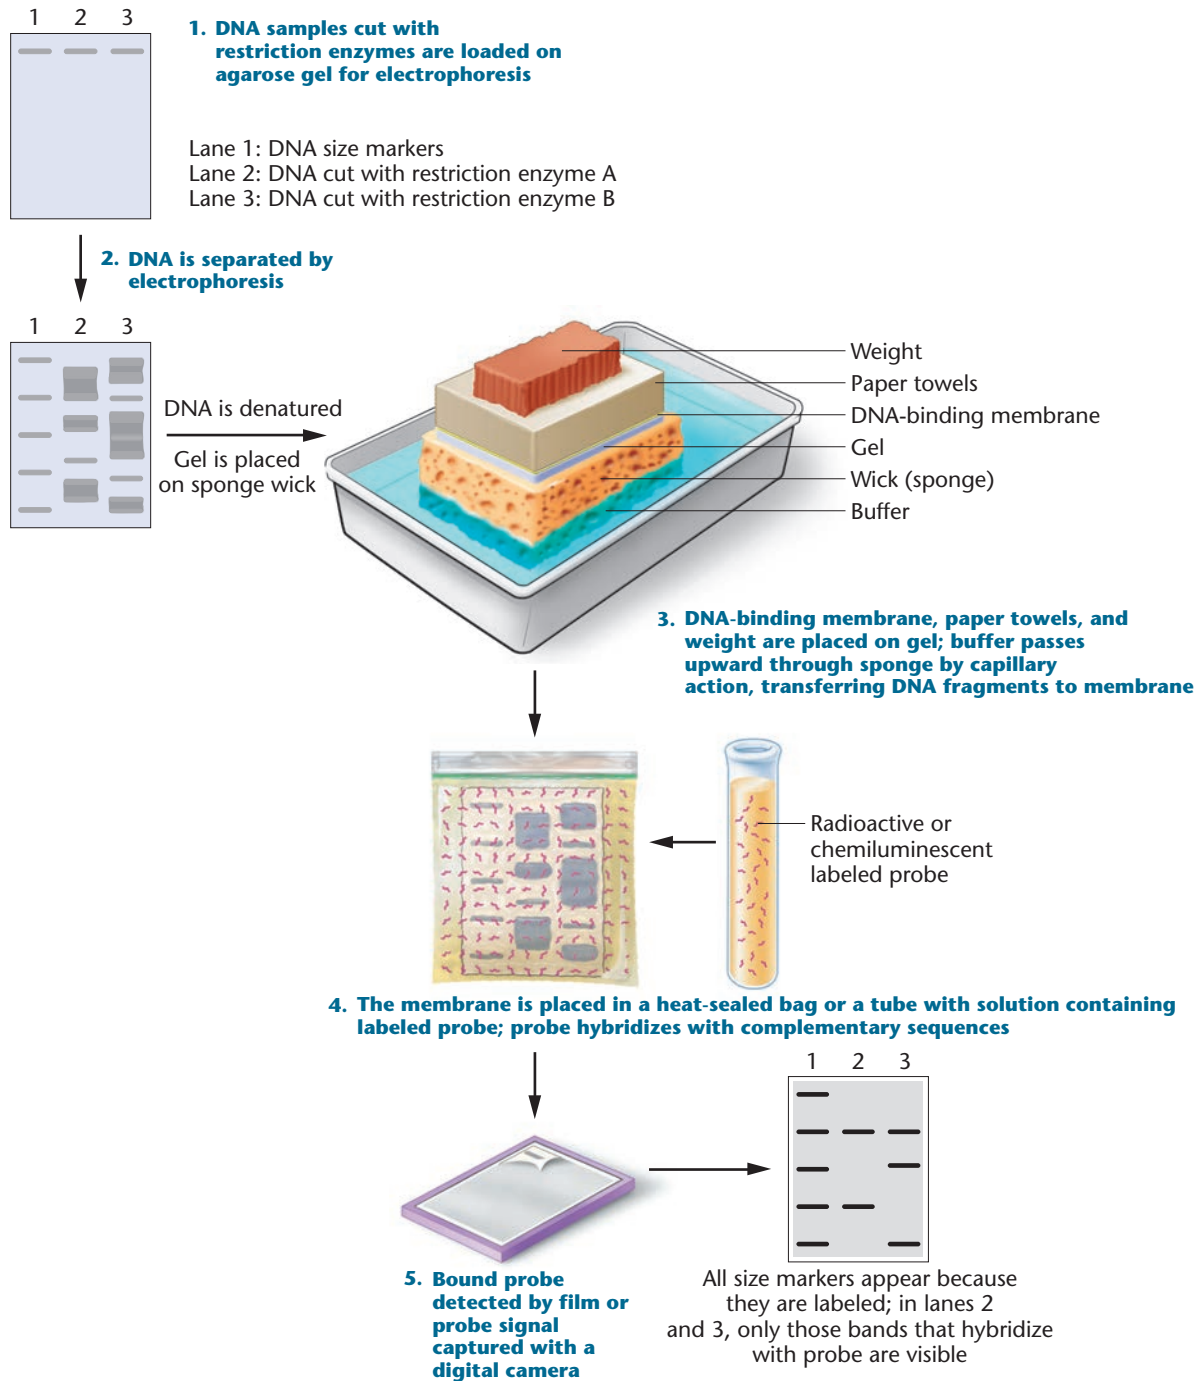 1 2 3
1. DNA samples cut with
restriction enzymes are loaded on
agarose gel for electrophoresis
Lane 1: DNA size markers
Lane 2: DNA cut with restriction enzyme A
Lane 3: DNA cut with restriction enzyme B
2. DNA is separated by
electrophoresis
1 2 3
DNA is denatured
Gel is placed
on sponge wick
Weight
Paper towels
DNA-binding membrane
Gel
Wick (sponge)
Buffer
3. DNA-binding membrane, paper towels, and
weight are placed on gel; buffer passes
upward through sponge by capillary
action, transferring DNA fragments to membrane
Radioactive or
chemiluminescent
labeled probe
4. The membrane is placed in a heat-sealed bag or a tube with solution containing
labeled probe; probe hybridizes with complementary sequences
1 2 3
5. Bound probe
detected by film or
probe signal
captured with a
digital camera
All size markers appear because
they are labeled; in lanes 2
and 3, only those bands that hybridize
with probe are visible